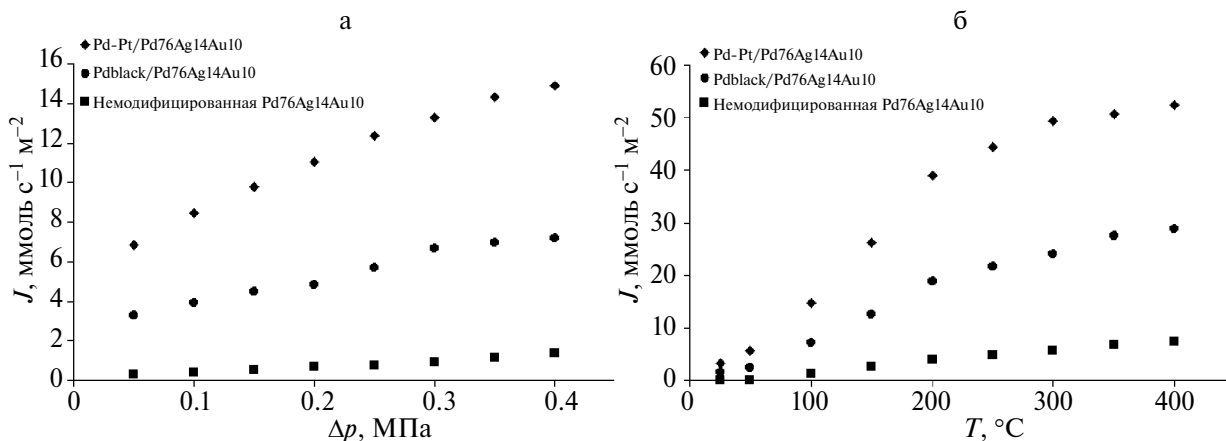 а
Pd-Pt/Pd76Ag14Au10
Pdblack/Pd76Ag14Au10
Немодифицированная Pd76Ag14Au10
J, ммоль с⁻¹ м⁻²
16
14
12
10
8
6
4
2
0
0.1
0.2
0.3
0.4
Δp, МПа
б
Pd-Pt/Pd76Ag14Au10
Pdblack/Pd76Ag14Au10
Немодифицированная Pd76Ag14Au10
J, ммоль с⁻¹ м⁻²
60
50
40
30
20
10
0
0
100
200
300
400
T, °C